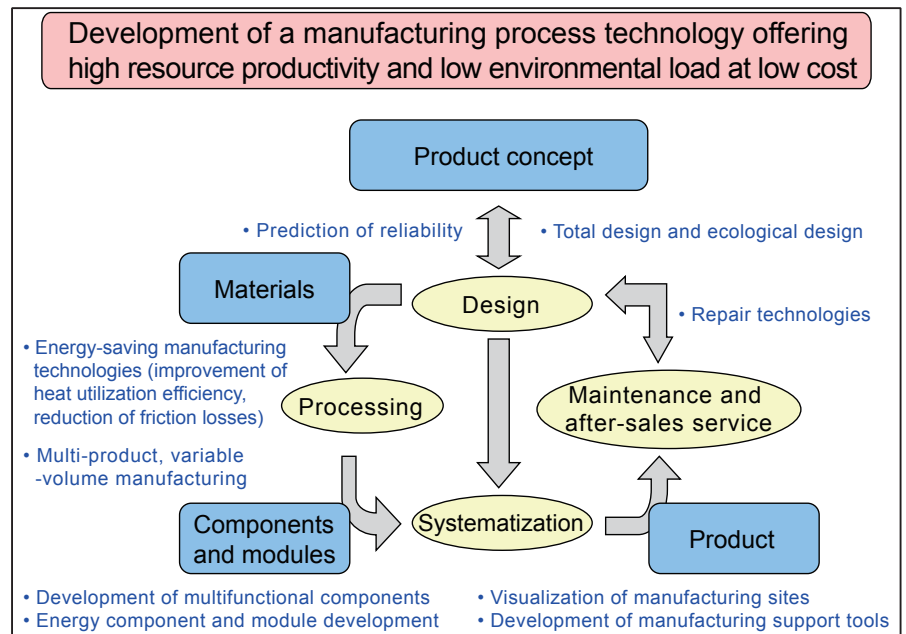 Development of a manufacturing process technology offering
high resource productivity and low environmental load at low cost
Product concept
• Prediction of reliability
• Total design and ecological design
Materials
Design
• Repair technologies
• Energy-saving manufacturing
technologies (improvement of
heat utilization efficiency,
reduction of friction losses)
Processing
Maintenance and
after-sales service
• Multi-product, variable
-volume manufacturing
Components
and modules
Systematization
Product
• Development of multifunctional components
• Energy component and module development
• Visualization of manufacturing sites
• Development of manufacturing support tools